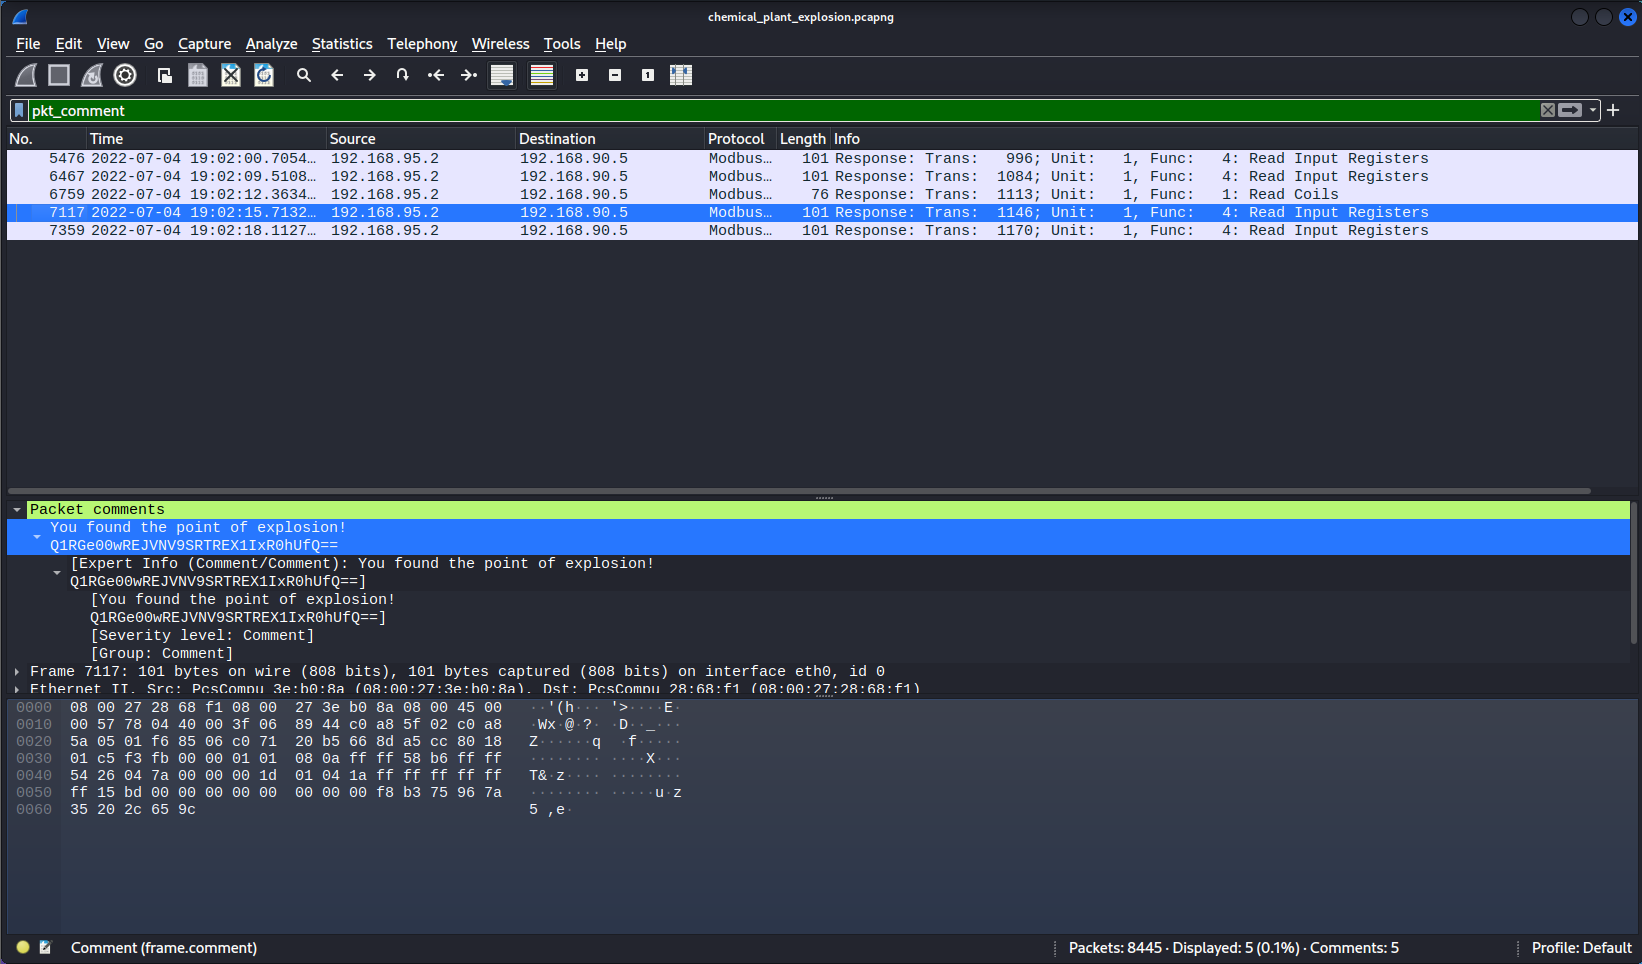 chemical_plant_explosion.pcapng
File Edit View Go Capture Analyze Statistics Telephony Wireless Tools Help
pkt_comment
No. Time Source Destination Protocol Length Info
5476 2022-07-04 19:02:00.7054… 192.168.95.2 192.168.90.5 Modbus… 101 Response: Trans: 996; Unit: 1, Func: 4: Read Input Registers
6467 2022-07-04 19:02:09.5108… 192.168.95.2 192.168.90.5 Modbus… 101 Response: Trans: 1084; Unit: 1, Func: 4: Read Input Registers
6759 2022-07-04 19:02:12.3634… 192.168.95.2 192.168.90.5 Modbus… 76 Response: Trans: 1113; Unit: 1, Func: 1: Read Coils
7117 2022-07-04 19:02:15.7132… 192.168.95.2 192.168.90.5 Modbus… 101 Response: Trans: 1146; Unit: 1, Func: 4: Read Input Registers
7359 2022-07-04 19:02:18.1127… 192.168.95.2 192.168.90.5 Modbus… 101 Response: Trans: 1170; Unit: 1, Func: 4: Read Input Registers
Packet comments
You found the point of explosion!
Q1RGe00wREJVNV9SRTREX1IxR0hUfQ==
[Expert Info (Comment/Comment): You found the point of explosion!
Q1RGe00wREJVNV9SRTREX1IxR0hUfQ==]
[You found the point of explosion!
Q1RGe00wREJVNV9SRTREX1IxR0hUfQ==]
[Severity level: Comment]
[Group: Comment]
Frame 7117: 101 bytes on wire (808 bits), 101 bytes captured (808 bits) on interface eth0, id 0
Ethernet II, Src: PcsCompu_3e:b0:8a (08:00:27:3e:b0:8a), Dst: PcsCompu_28:68:f1 (08:00:27:28:68:f1)
0000 08 00 27 28 68 f1 08 00 27 3e b0 8a 08 00 45 00 ··'(h··· '>····E·
0010 00 57 78 04 40 00 3f 06 89 44 c0 a8 5f 02 c0 a8 ·Wx·@·?· ·D··_···
0020 5a 05 01 f6 85 06 c0 71 20 b5 66 8d a5 cc 80 18 Z······q ·f·····
0030 01 c5 f3 fb 00 00 01 01 08 0a ff ff 58 b6 ff ff ········ ····X···
0040 54 26 04 7a 00 00 00 1d 01 04 1a ff ff ff ff ff T&·z···· ········
0050 ff 15 bd 00 00 00 00 00 00 00 00 f8 b3 75 96 7a ········ ·····u·z
0060 35 20 2c 65 9c 5 ,e·
Comment (frame.comment)
Packets: 8445 · Displayed: 5 (0.1%) · Comments: 5
Profile: Default